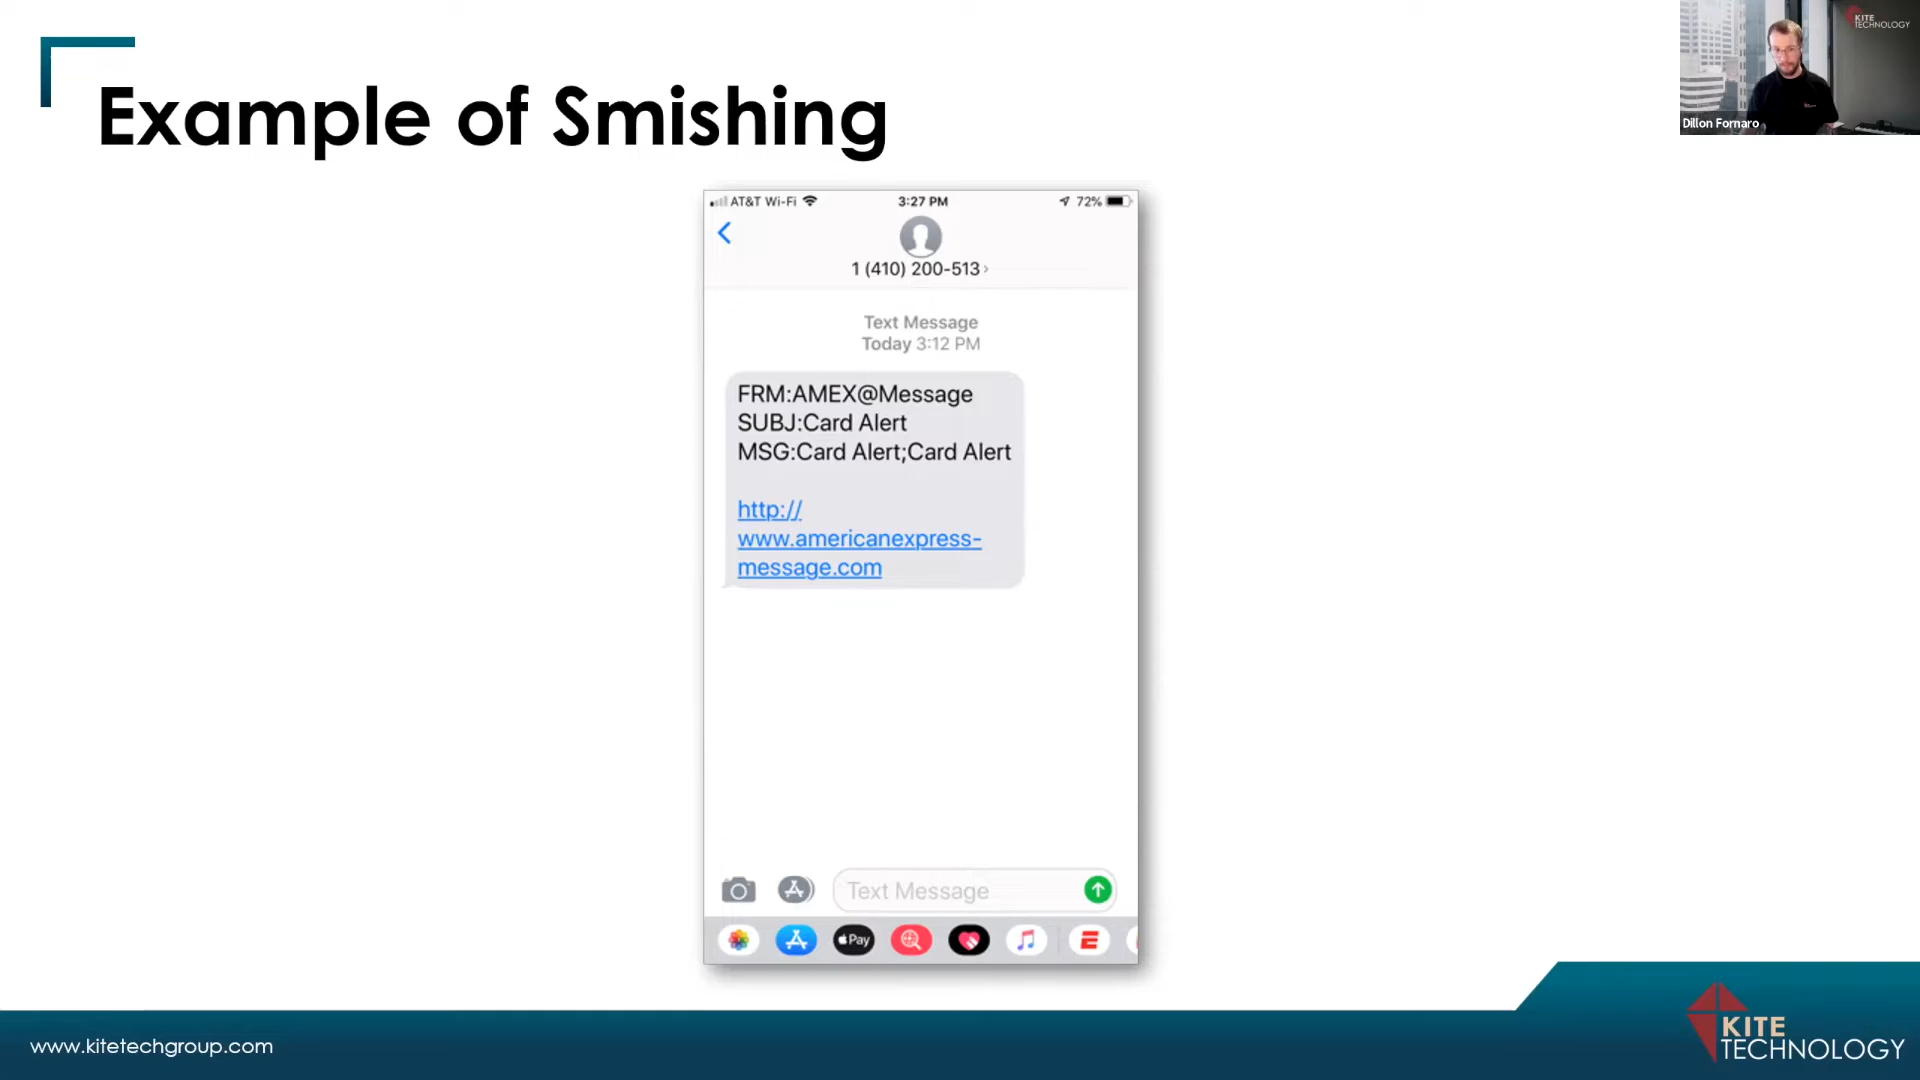 Example of Smishing
KITE
TECHNOLOGY
Dillon Fornaro
AT&T Wi-Fi
3:27 PM
72%
1 (410) 200-513
Text Message
Today 3:12 PM
FRM:AMEX@Message
SUBJ:Card Alert
MSG:Card Alert;Card Alert
http://
www.americanexpress-
message.com
Text Message
Pay
www.kitetechgroup.com
KITE
TECHNOLOGY